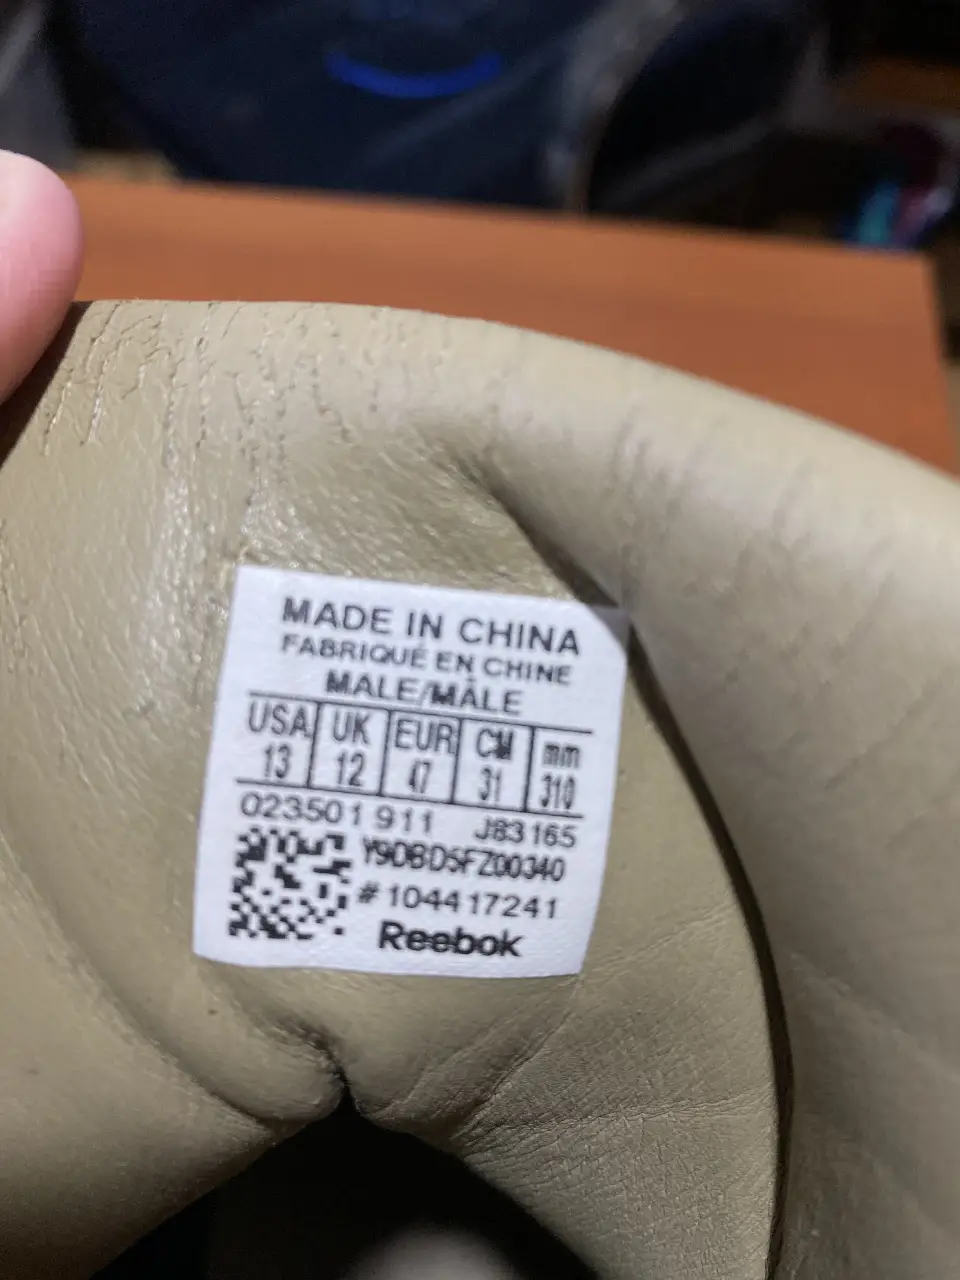 MADE IN CHINA
FABRIQUÉ EN CHINE
MALE/MÂLE
USA UK EUR CM mm
13 12 47 31 310
023501 911 J83165
Y9DBD5FZ00340
#104417241
Reebok